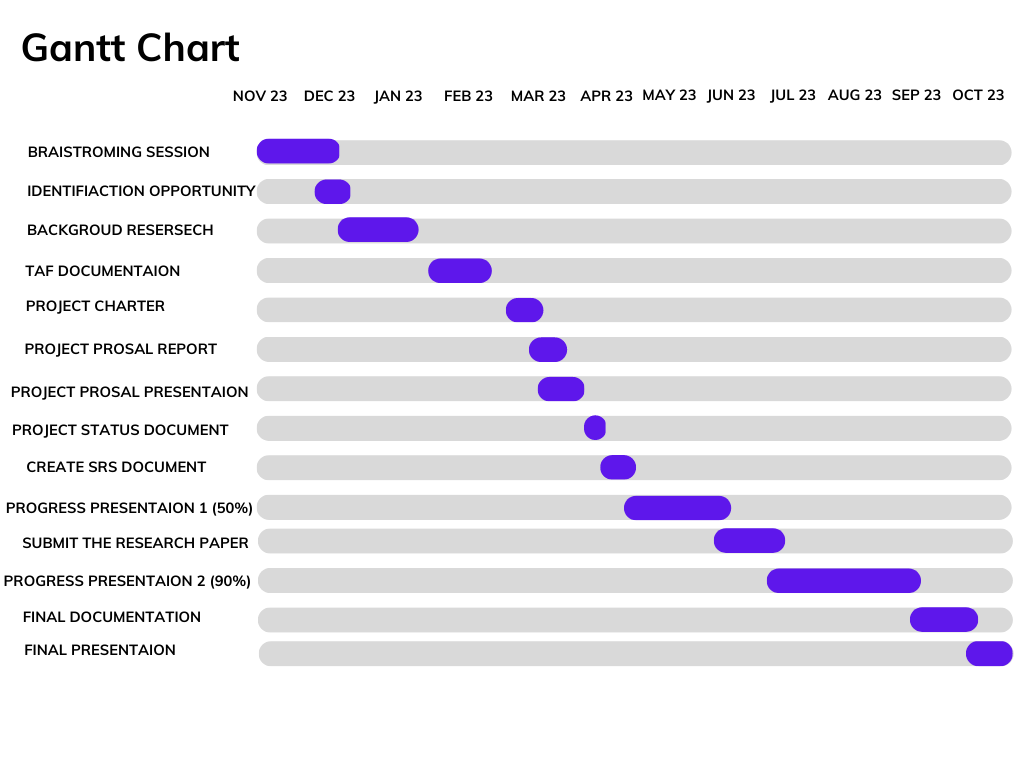 Gantt Chart
NOV 23 DEC 23 JAN 23 FEB 23 MAR 23 APR 23 MAY 23 JUN 23 JUL 23 AUG 23 SEP 23 OCT 23
BRAISTROMING SESSION
IDENTIFIACTION OPPORTUNITY
BACKGROUD RESERSECH
TAF DOCUMENTAION
PROJECT CHARTER
PROJECT PROSAL REPORT
PROJECT PROSAL PRESENTAION
PROJECT STATUS DOCUMENT
CREATE SRS DOCUMENT
PROGRESS PRESENTAION 1 (50%)
SUBMIT THE RESEARCH PAPER
PROGRESS PRESENTAION 2 (90%)
FINAL DOCUMENTATION
FINAL PRESENTAION